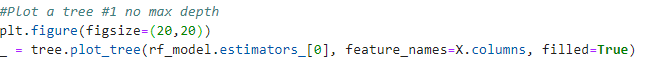 #Plot a tree #1 no max depth
plt.figure(figsize=(20,20))
_ = tree.plot_tree(rf_model.estimators_[0], feature_names=X.columns, filled=True)